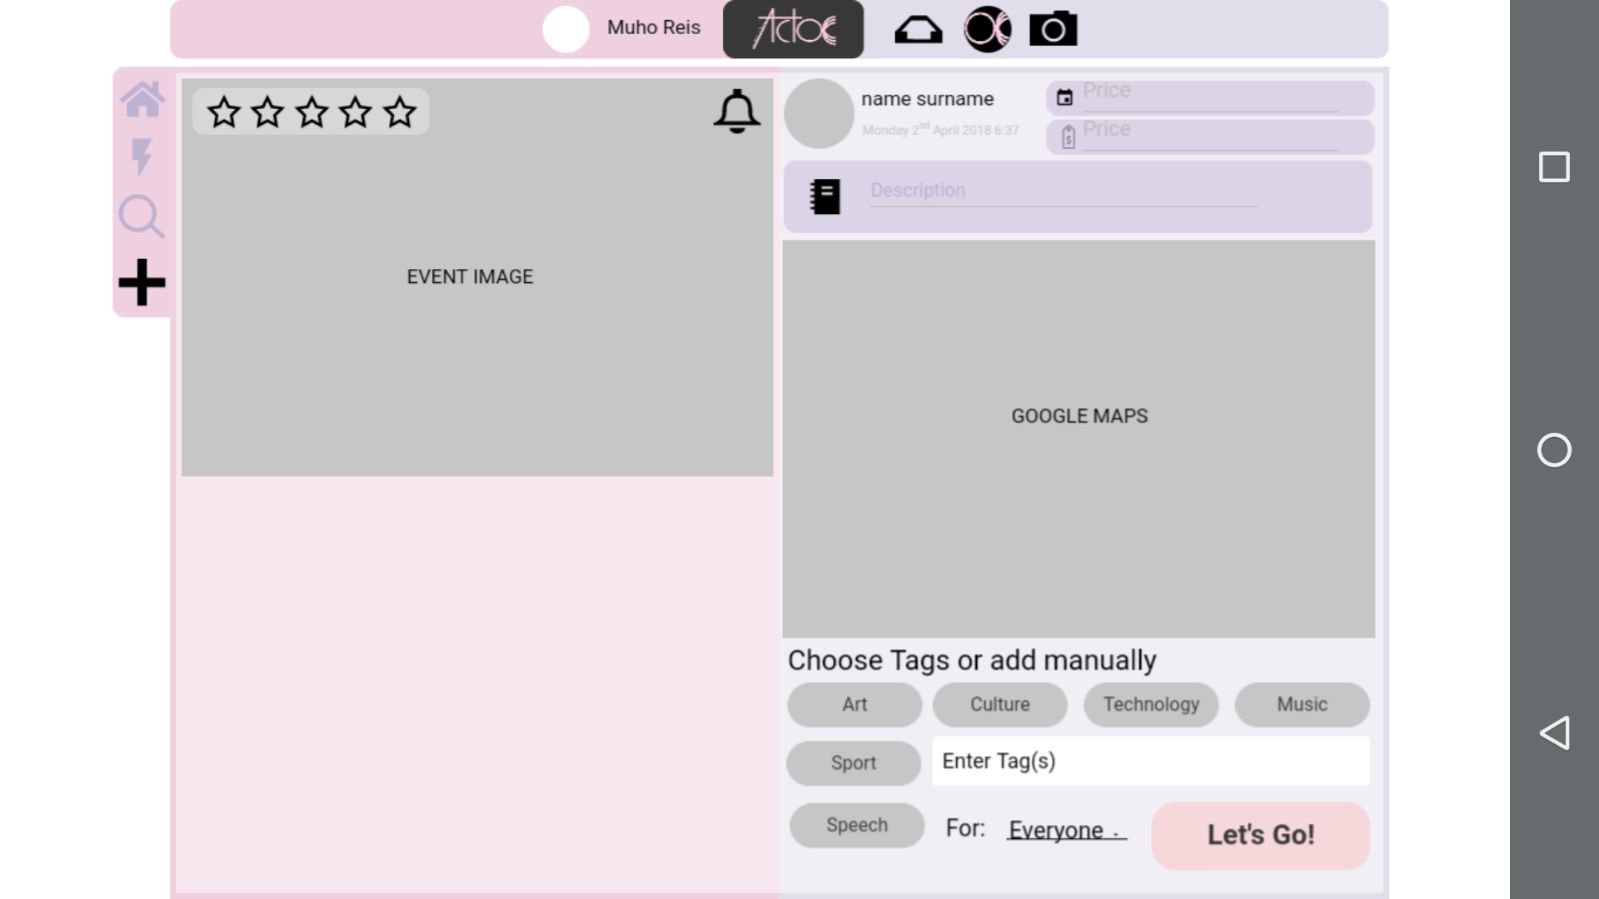 Muho Reis
Actoc
EVENT IMAGE
name surname
Monday 2nd April 2018 6:37
Price
Price
Description
GOOGLE MAPS
Choose Tags or add manually
Art
Culture
Technology
Music
Sport
Enter Tag(s)
Speech
For:
Everyone
Let's Go!